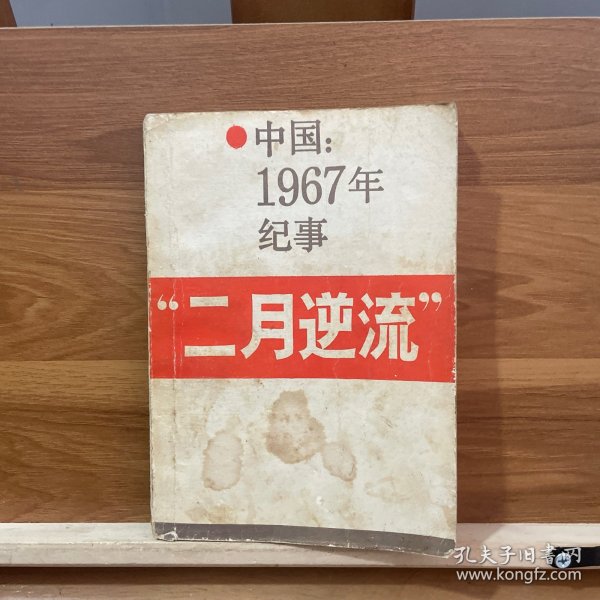 中国：
1967年
纪事
“二月逆流”
孔夫子旧书网
www.kongfz.com